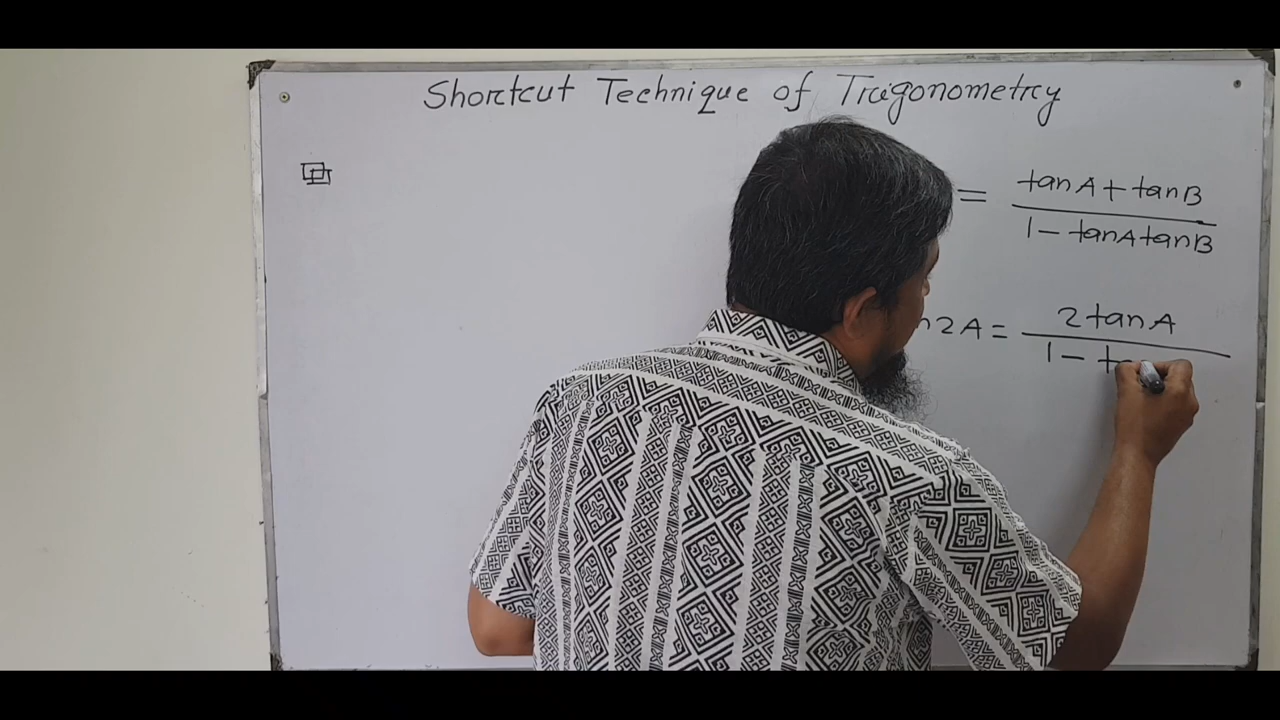 Shortcut Technique of Trigonometry
= tanA + tanB
1 - tanA tanB
2A = 2 tanA
1 -